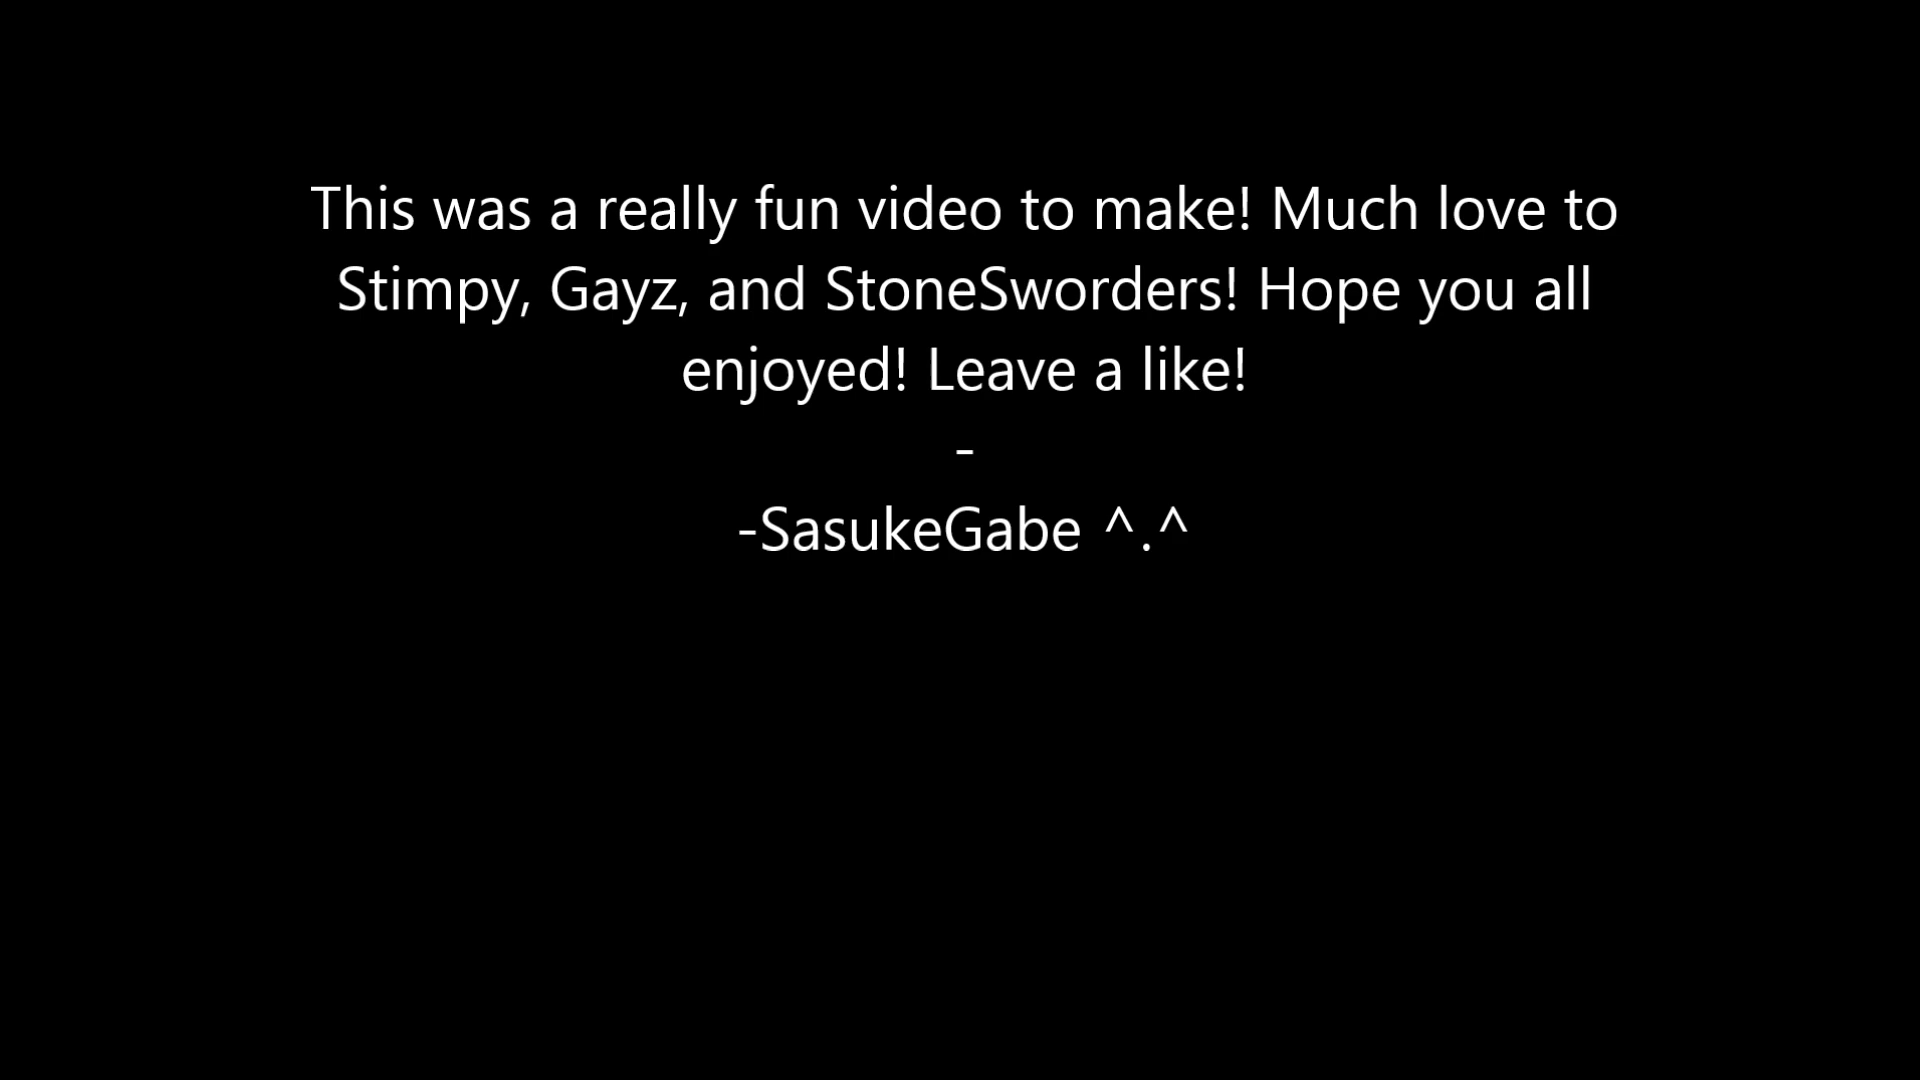 This was a really fun video to make! Much love to
Stimpy, Gayz, and StoneSworders! Hope you all
enjoyed! Leave a like!
-
-SasukeGabe ^.^